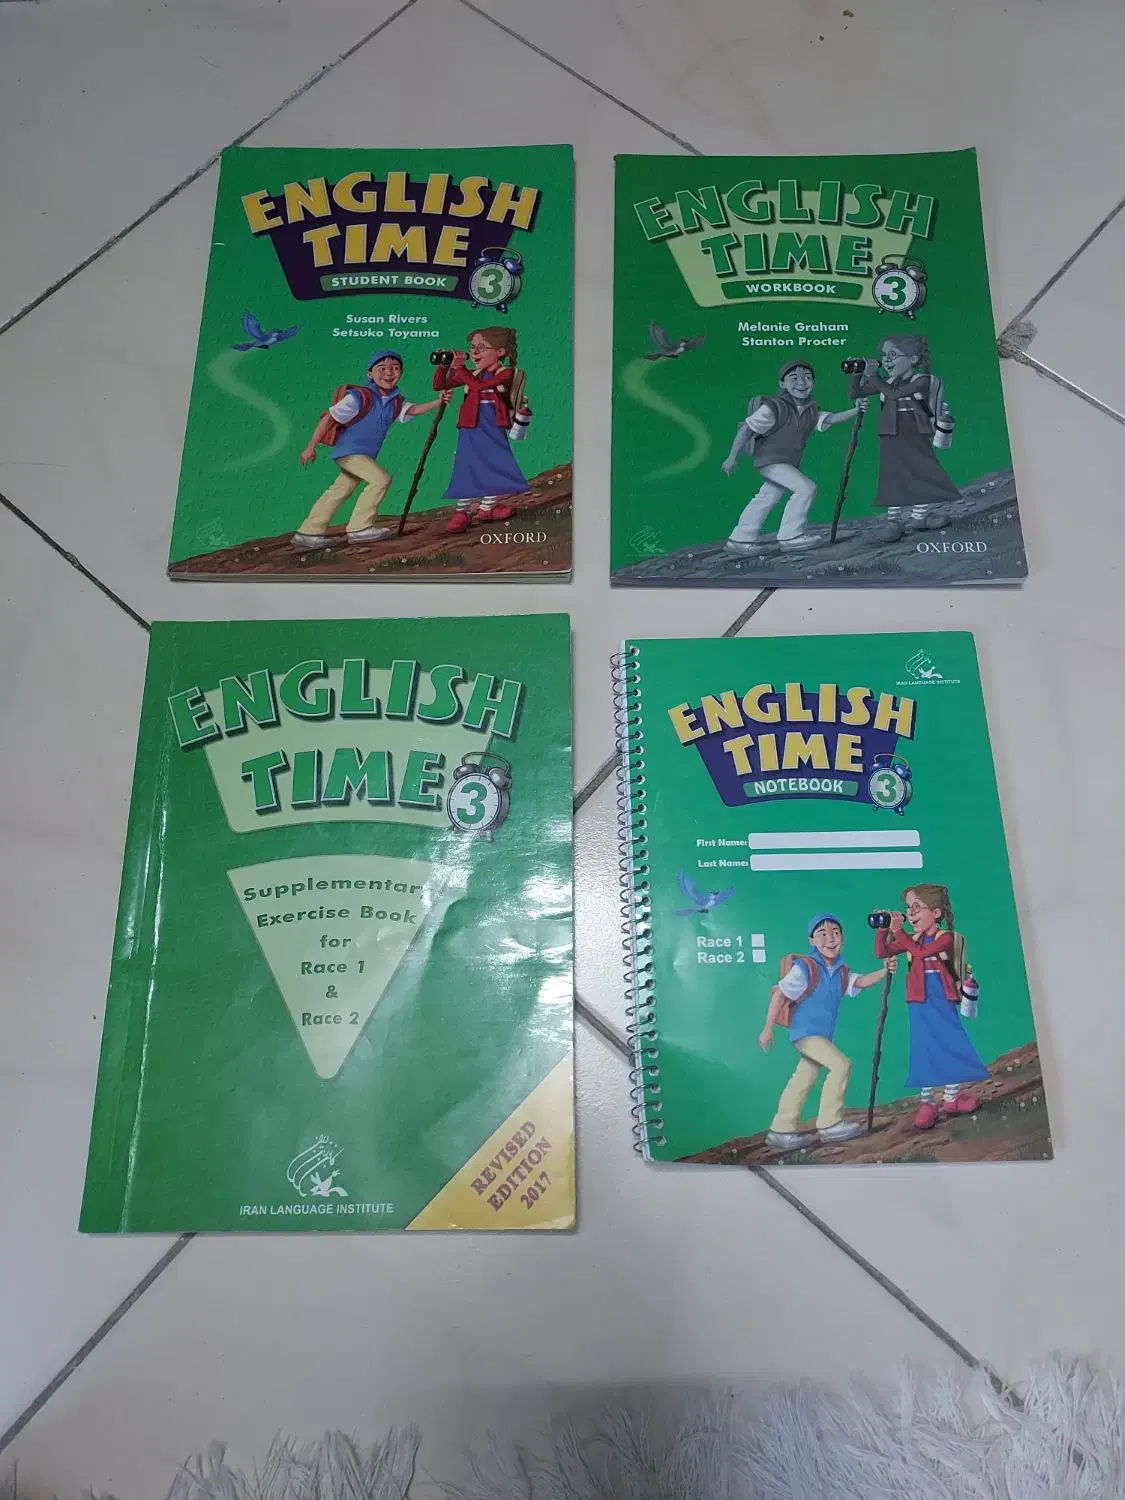 ENGLISH
TIME
STUDENT BOOK
3
Susan Rivers
Setsuko Toyama
OXFORD
ENGLISH
TIME
WORKBOOK
3
Melanie Graham
Stanton Procter
OXFORD
ENGLISH
TIME
3
Supplementar
Exercise Book
for
Race 1
&
Race 2
IRAN LANGUAGE INSTITUTE
REVISED
EDITION
2017
IRAN LANGUAGE INSTITUTE
ENGLISH
TIME
NOTEBOOK
3
First Name:
Last Name:
Race 1
Race 2